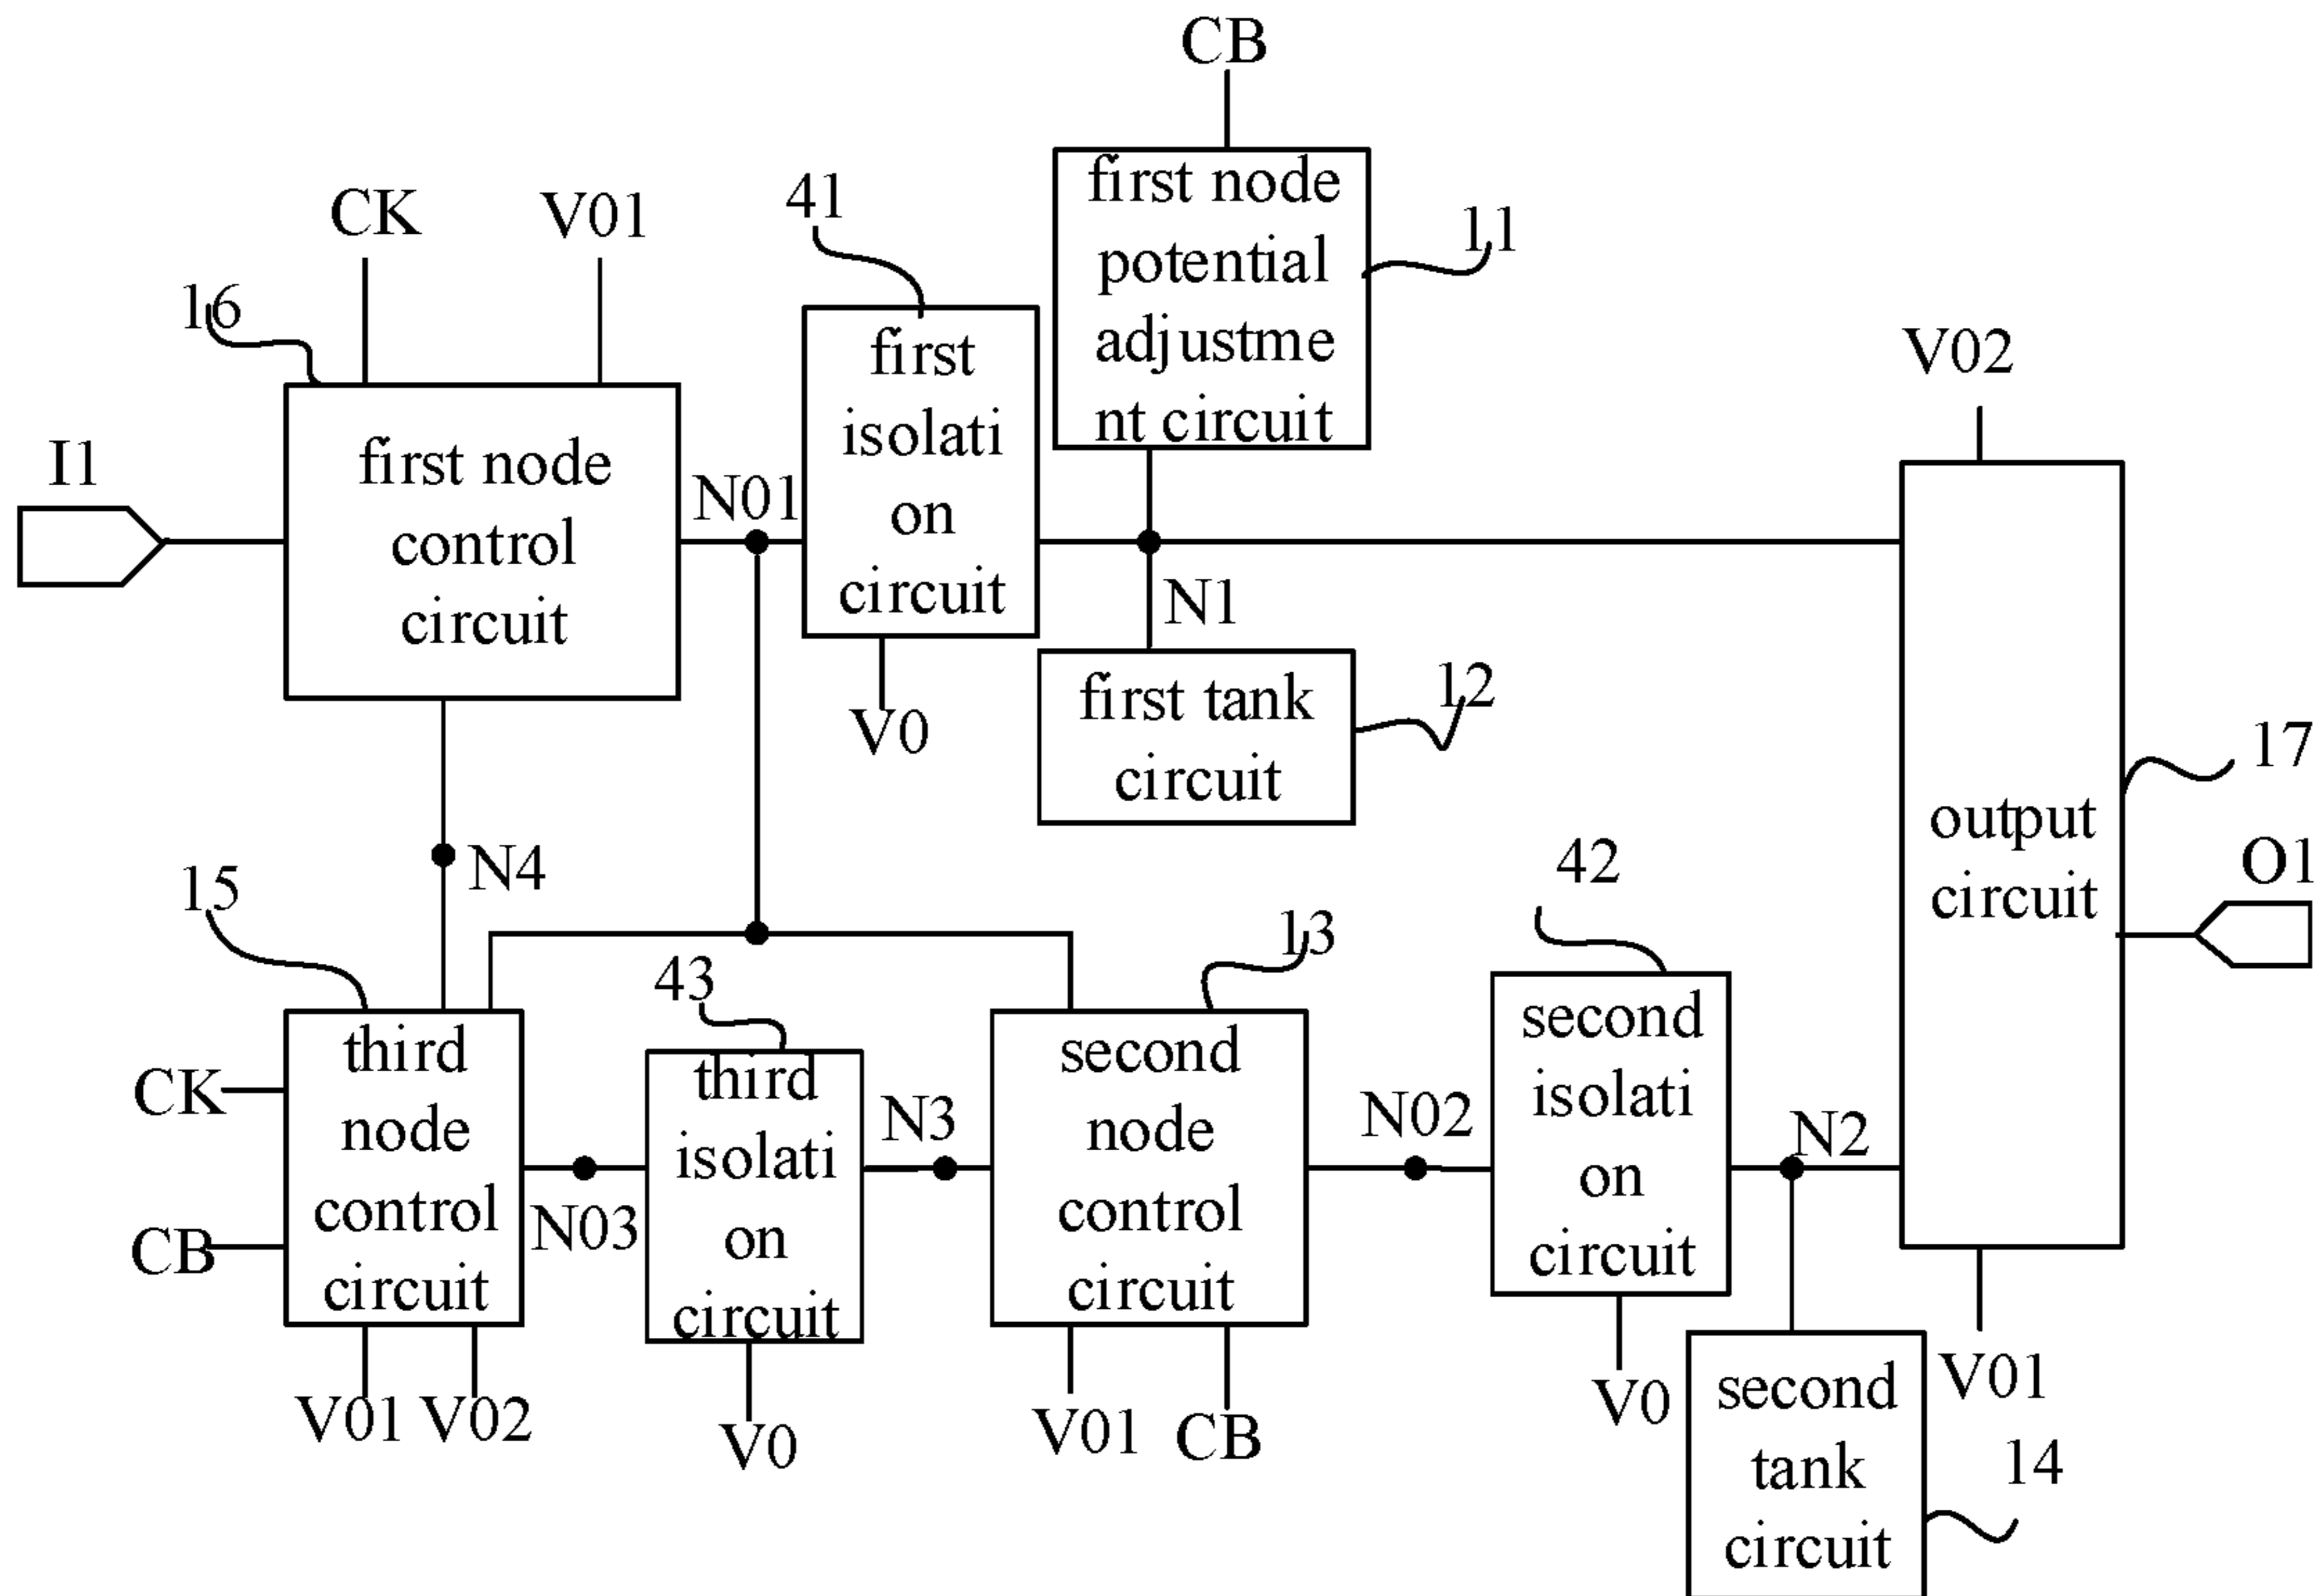 CB
first node
potential
adjustme
nt circuit
11
CK
V01
41
16
first
isolati
on
circuit
V02
I1
first node
control
circuit
N01
N1
V0
first tank
circuit
12
17
output
circuit
O1
N4
15
42
13
43
third
node
control
circuit
CK
CB
N03
third
isolati
on
circuit
N3
second
node
control
circuit
N02
second
isolati
on
circuit
N2
V01
V02
V0
V01
CB
V0
V01
second
tank
circuit
14